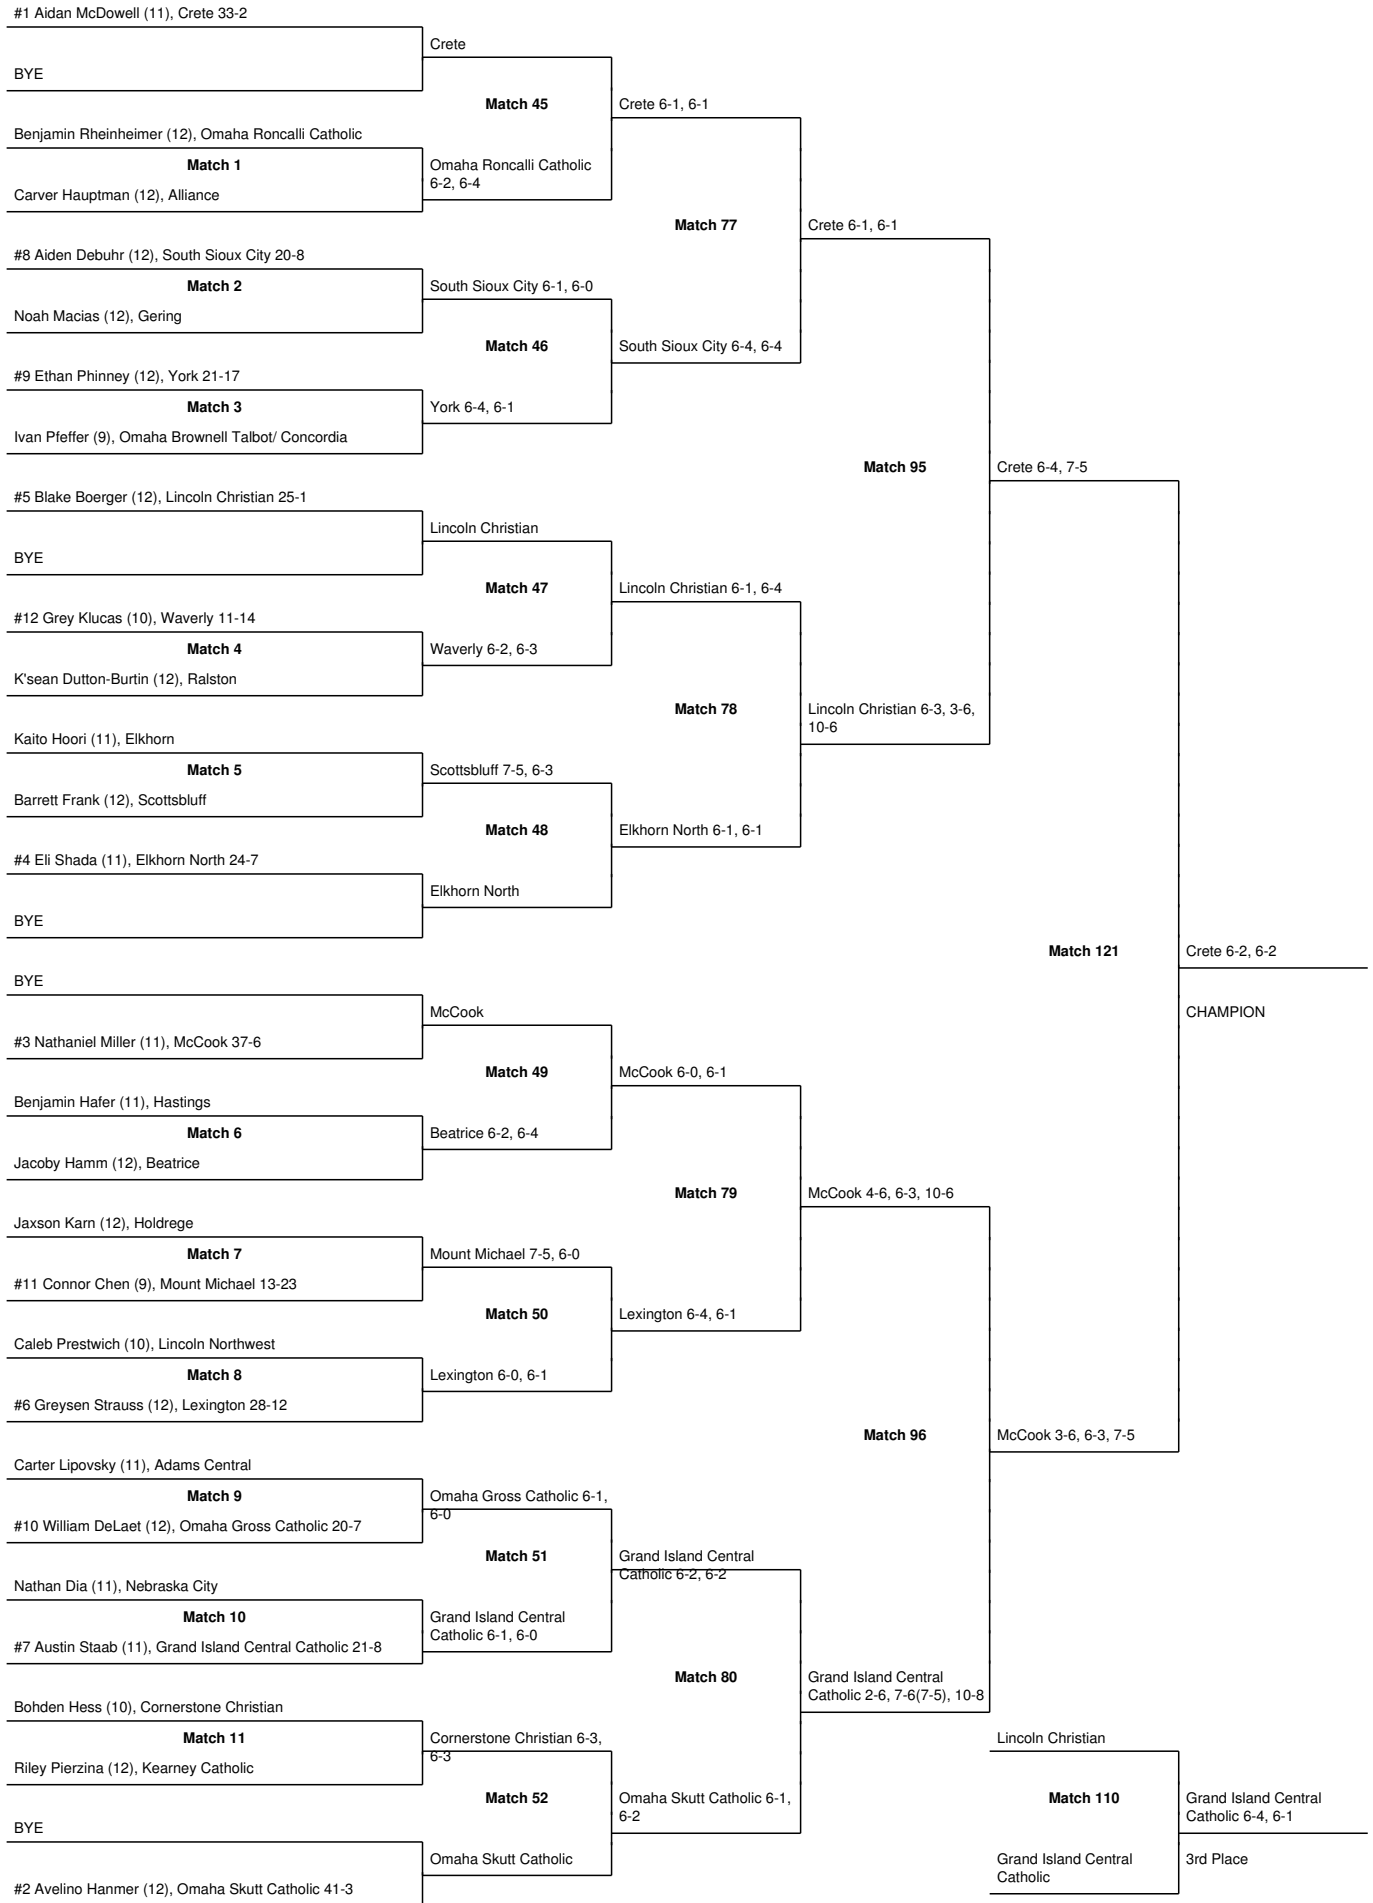 #1 Aidan McDowell (11), Crete 33-2
Crete
BYE
Match 45
Crete 6-1, 6-1
Benjamin Rheinheimer (12), Omaha Roncalli Catholic
Match 1
Omaha Roncalli Catholic
6-2, 6-4
Carver Hauptman (12), Alliance
Match 77
Crete 6-1, 6-1
#8 Aiden Debuhr (12), South Sioux City 20-8
Match 2
South Sioux City 6-1, 6-0
Noah Macias (12), Gering
Match 46
South Sioux City 6-4, 6-4
#9 Ethan Phinney (12), York 21-17
Match 3
York 6-4, 6-1
Ivan Pfeffer (9), Omaha Brownell Talbot/ Concordia
Match 95
Crete 6-4, 7-5
#5 Blake Boerger (12), Lincoln Christian 25-1
Lincoln Christian
BYE
Match 47
Lincoln Christian 6-1, 6-4
#12 Grey Klucas (10), Waverly 11-14
Match 4
Waverly 6-2, 6-3
K'sean Dutton-Burtin (12), Ralston
Match 78
Lincoln Christian 6-3, 3-6,
10-6
Kaito Hoori (11), Elkhorn
Match 5
Scottsbluff 7-5, 6-3
Barrett Frank (12), Scottsbluff
Match 48
Elkhorn North 6-1, 6-1
#4 Eli Shada (11), Elkhorn North 24-7
Elkhorn North
BYE
Match 121
Crete 6-2, 6-2
CHAMPION
BYE
McCook
#3 Nathaniel Miller (11), McCook 37-6
Match 49
McCook 6-0, 6-1
Benjamin Hafer (11), Hastings
Match 6
Beatrice 6-2, 6-4
Jacoby Hamm (12), Beatrice
Match 79
McCook 4-6, 6-3, 10-6
Jaxson Karn (12), Holdrege
Match 7
Mount Michael 7-5, 6-0
#11 Connor Chen (9), Mount Michael 13-23
Match 50
Lexington 6-4, 6-1
Caleb Prestwich (10), Lincoln Northwest
Match 8
Lexington 6-0, 6-1
#6 Greysen Strauss (12), Lexington 28-12
Match 96
McCook 3-6, 6-3, 7-5
Carter Lipovsky (11), Adams Central
Match 9
Omaha Gross Catholic 6-1,
6-0
#10 William DeLaet (12), Omaha Gross Catholic 20-7
Match 51
Grand Island Central
Catholic 6-2, 6-2
Nathan Dia (11), Nebraska City
Match 10
Grand Island Central
Catholic 6-1, 6-0
#7 Austin Staab (11), Grand Island Central Catholic 21-8
Match 80
Grand Island Central
Catholic 2-6, 7-6(7-5), 10-8
Bohden Hess (10), Cornerstone Christian
Match 11
Cornerstone Christian 6-3,
6-3
Riley Pierzina (12), Kearney Catholic
Match 52
Omaha Skutt Catholic 6-1,
6-2
BYE
Omaha Skutt Catholic
#2 Avelino Hanmer (12), Omaha Skutt Catholic 41-3
Lincoln Christian
Match 110
Grand Island Central
Catholic 6-4, 6-1
Grand Island Central
Catholic
3rd Place